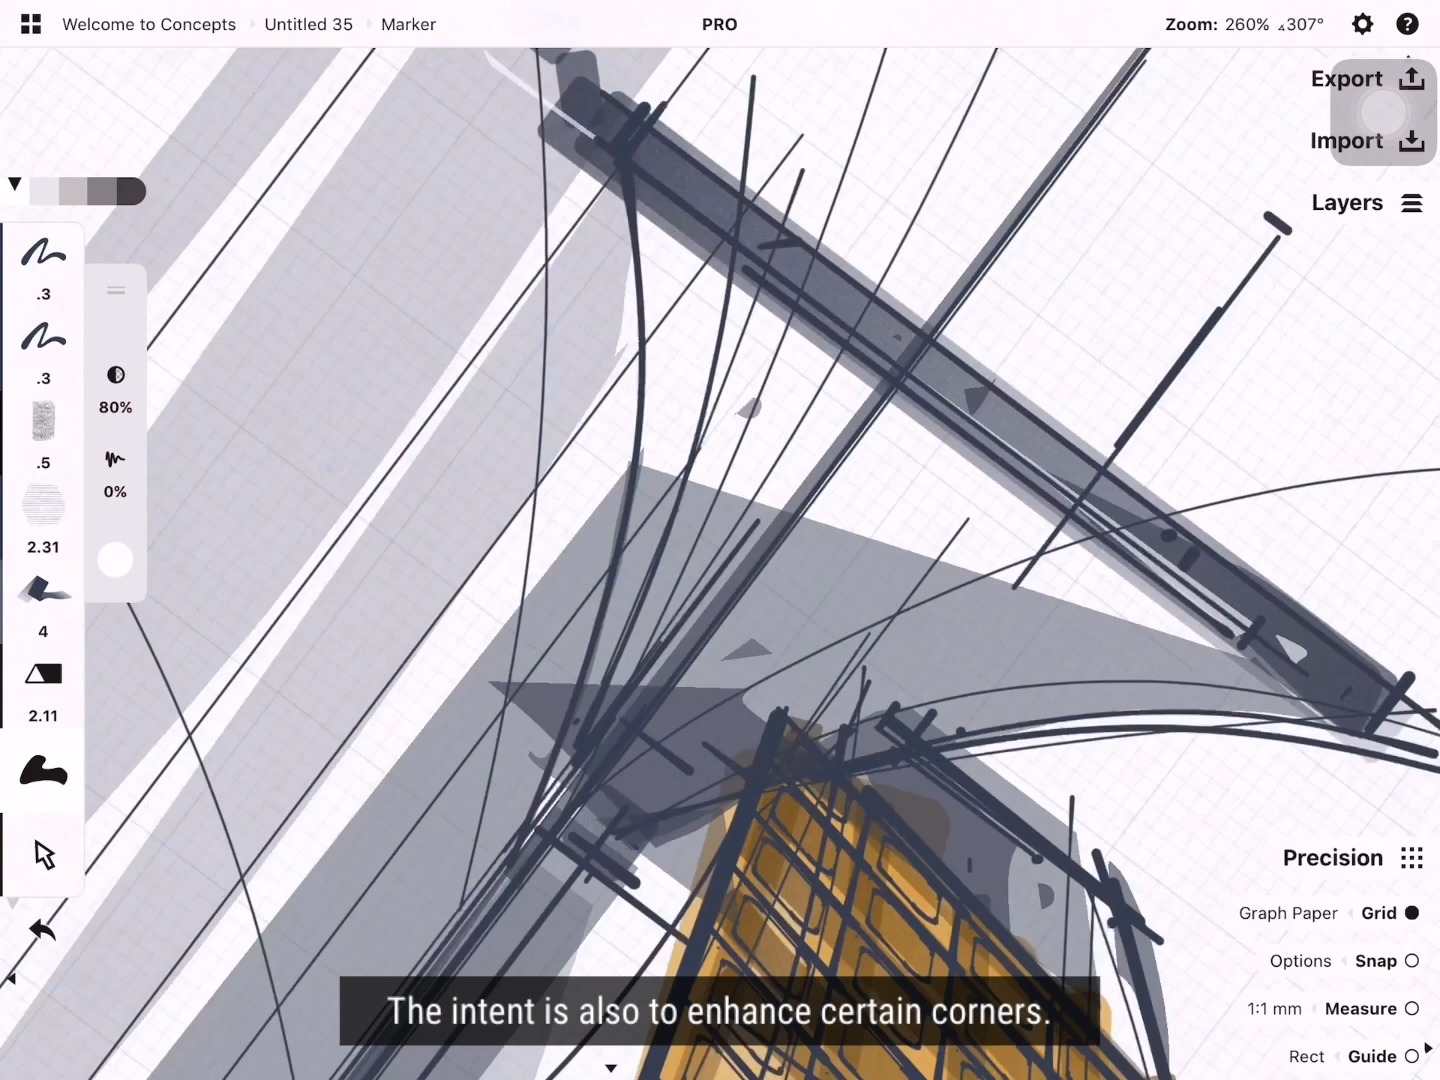 Welcome to Concepts Untitled 35 Marker PRO Zoom: 260% ∡307°
Export
Import
Layers
.3
.3
.5
2.31
4
2.11
80%
0%
Precision
Graph Paper Grid
Options Snap
1:1 mm Measure
Rect Guide
The intent is also to enhance certain corners.